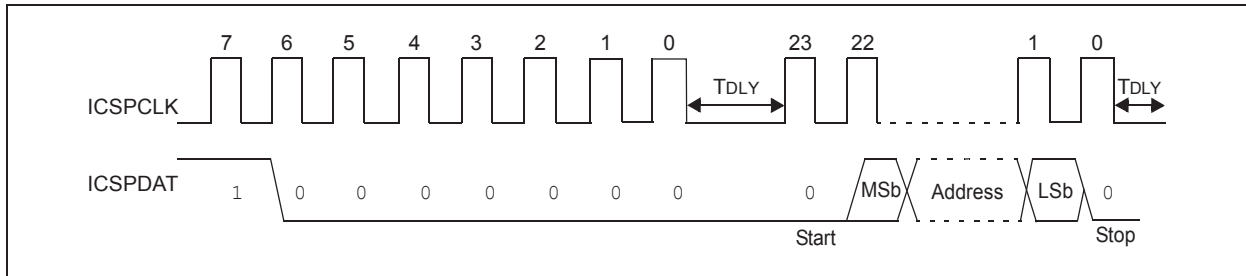 7 6 5 4 3 2 1 0 23 22 1 0
TDLY TDLY
ICSPCLK
ICSPDAT
1 0 0 0 0 0 0 0 0 MSb Address LSb 0
Start Stop